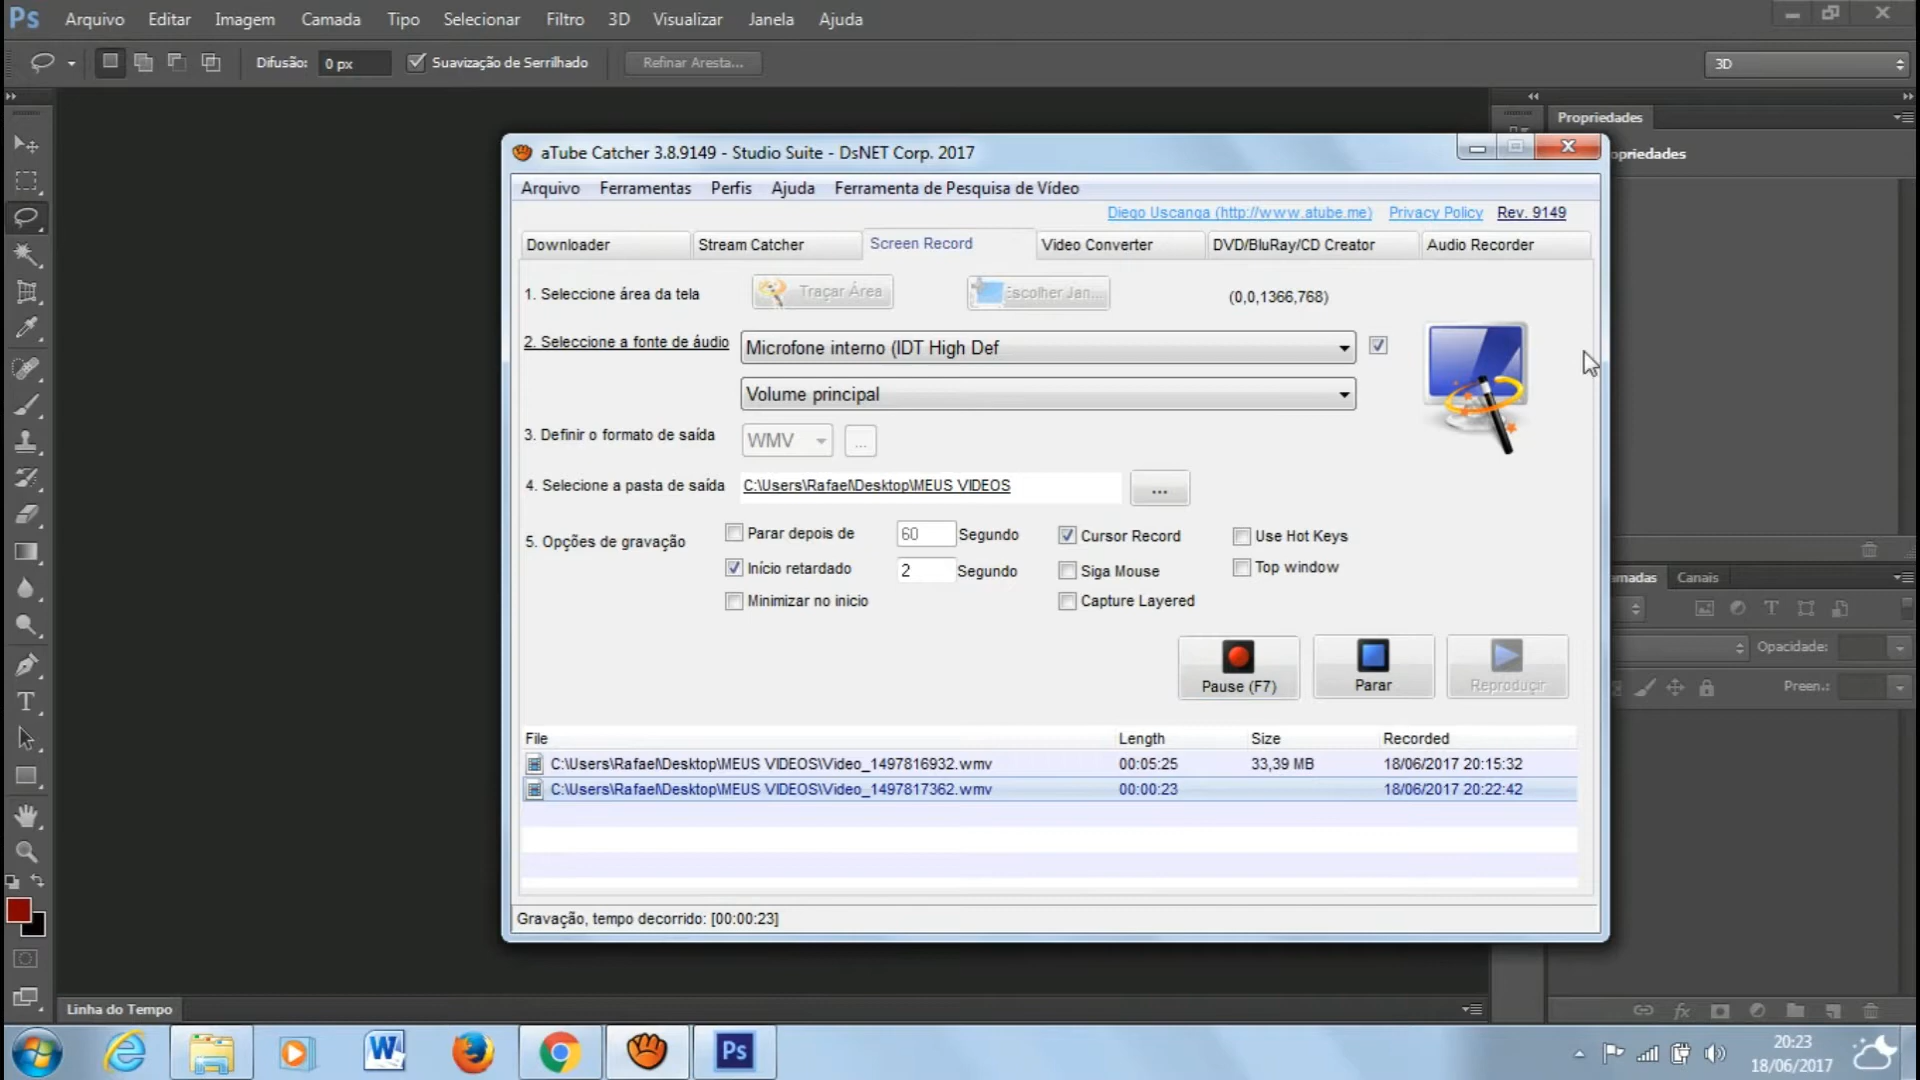 Ps Arquivo Editar Imagem Camada Tipo Selecionar Filtro 3D Visualizar Janela Ajuda
Difusão: 0 px Suavização de Serrilhado Refinar Aresta... 3D
Propriedades
opriedades
aTube Catcher 3.8.9149 - Studio Suite - DsNET Corp. 2017
Arquivo Ferramentas Perfis Ajuda Ferramenta de Pesquisa de Vídeo
Diego Uscanga (http://www.atube.me) Privacy Policy Rev. 9149
Downloader Stream Catcher Screen Record Video Converter DVD/BluRay/CD Creator Audio Recorder
1. Seleccione área da tela Traçar Área Escolher Jan... (0,0,1366,768)
2. Seleccione a fonte de áudio Microfone interno (IDT High Def
Volume principal
3. Definir o formato de saída WMV ...
4. Selecione a pasta de saída C:\Users\Rafael\Desktop\MEUS VIDEOS ...
5. Opções de gravação
Parar depois de 60 Segundo Cursor Record Use Hot Keys
Início retardado 2 Segundo Siga Mouse Top window
Minimizar no inicio Capture Layered
Pause (F7) Parar Reproduçir
File Length Size Recorded
C:\Users\Rafael\Desktop\MEUS VIDEOS\Video_1497816932.wmv 00:05:25 33,39 MB 18/06/2017 20:15:32
C:\Users\Rafael\Desktop\MEUS VIDEOS\Video_1497817362.wmv 00:00:23 18/06/2017 20:22:42
Gravação, tempo decorrido: [00:00:23]
madas Canais
Opacidade:
Preen.:
Linha do Tempo
Ps
20:23
18/06/2017